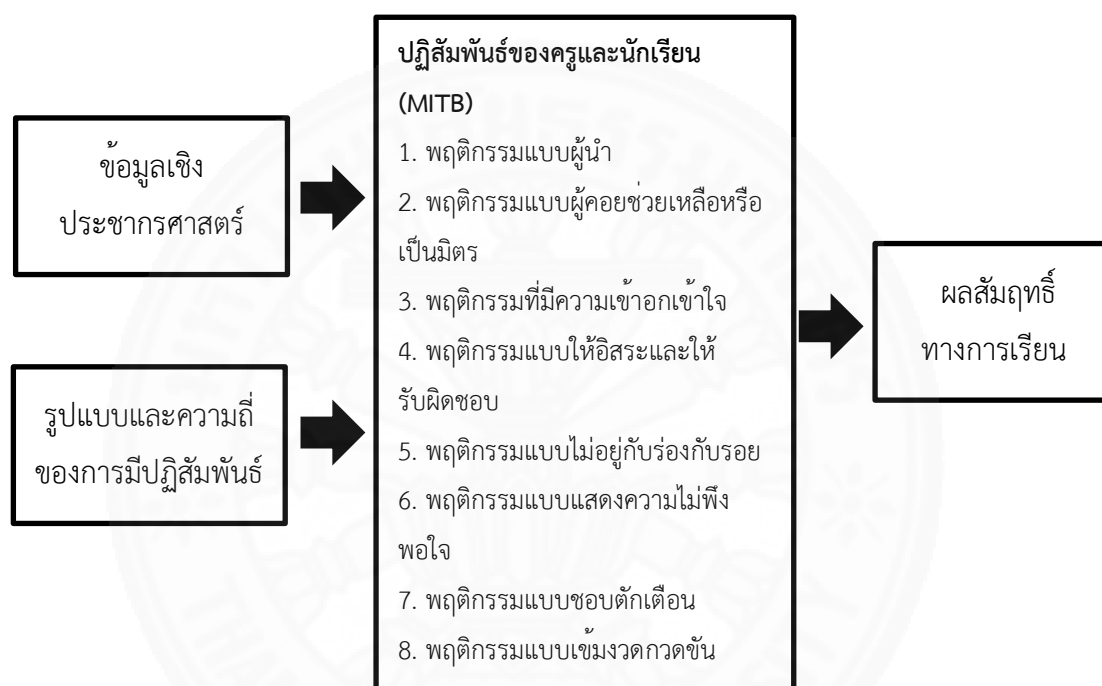 ข้อมูลเชิง
ประชากรศาสตร์
รูปแบบและความถี่
ของการมีปฏิสัมพันธ์
ปฏิสัมพันธ์ของครูและนักเรียน
(MITB)
1. พฤติกรรมแบบผู้นำ
2. พฤติกรรมแบบผู้คอยช่วยเหลือหรือ
เป็นมิตร
3. พฤติกรรมที่มีความเข้าอกเข้าใจ
4. พฤติกรรมแบบให้อิสระและให้
รับผิดชอบ
5. พฤติกรรมแบบไม่อยู่กับร่องกับรอย
6. พฤติกรรมแบบแสดงความไม่พึง
พอใจ
7. พฤติกรรมแบบชอบตักเตือน
8. พฤติกรรมแบบเข้มงวดกวดขัน
ผลสัมฤทธิ์
ทางการเรียน